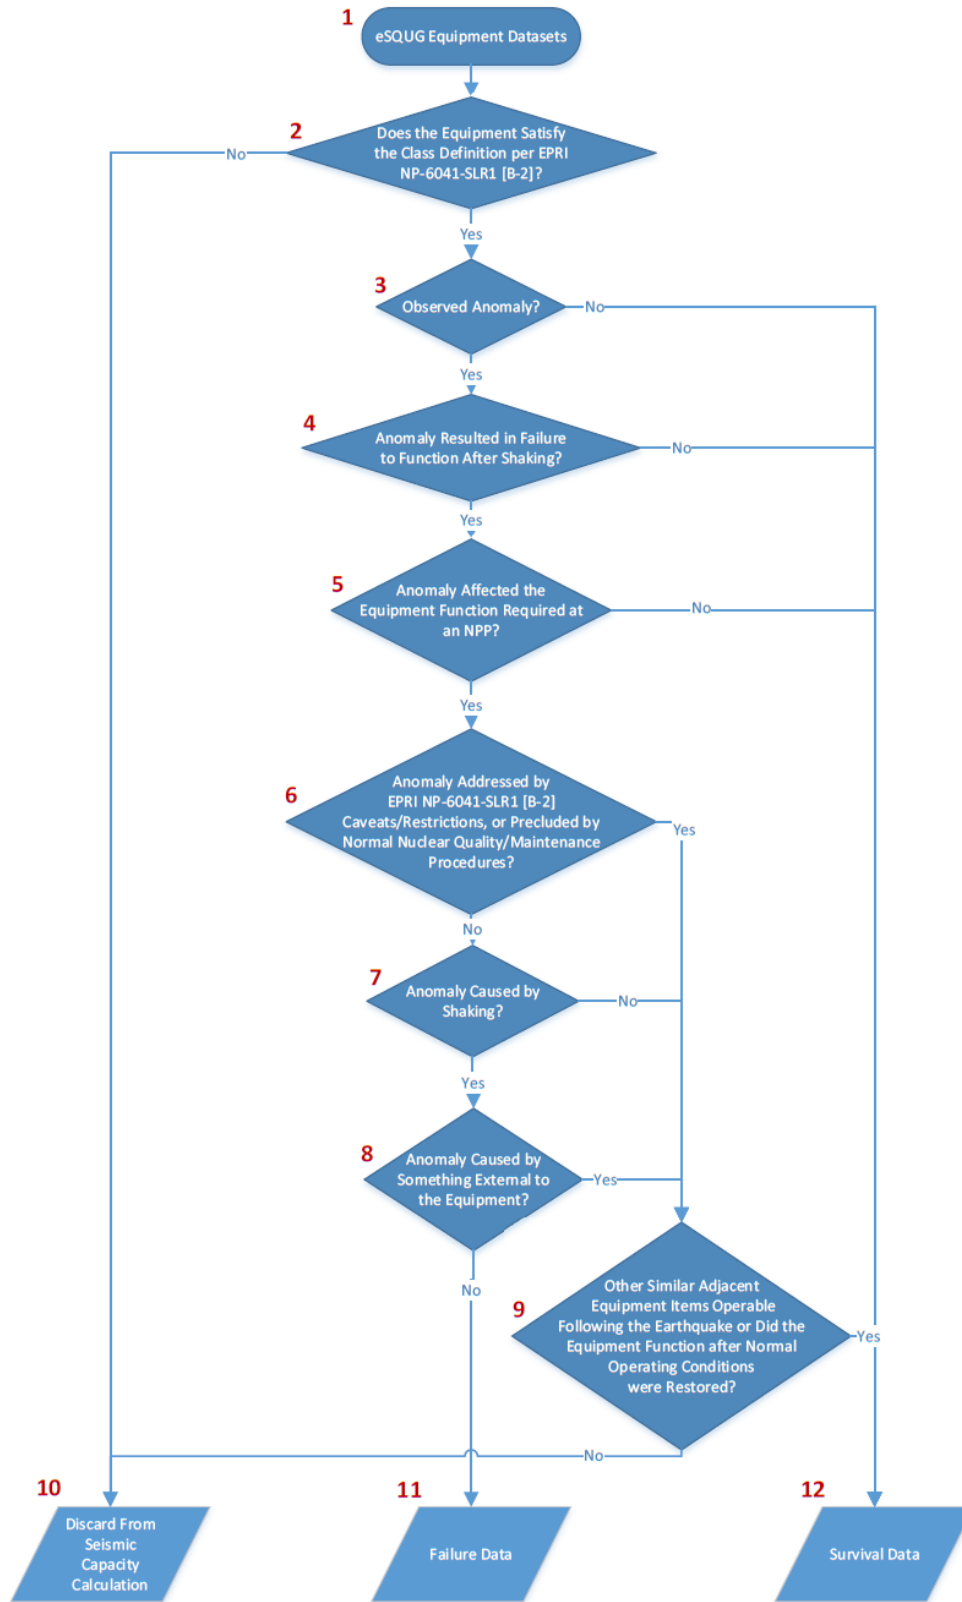 1
eSQUG Equipment Datasets
2
Does the Equipment Satisfy
the Class Definition per EPRI
NP-6041-SLR1 [B-2]?
No
Yes
3
Observed Anomaly?
No
Yes
4
Anomaly Resulted in Failure
to Function After Shaking?
No
Yes
5
Anomaly Affected the
Equipment Function Required at
an NPP?
No
Yes
6
Anomaly Addressed by
EPRI NP-6041-SLR1 [B-2]
Caveats/Restrictions, or Precluded by
Normal Nuclear Quality/Maintenance
Procedures?
Yes
No
7
Anomaly Caused by
Shaking?
No
Yes
8
Anomaly Caused by
Something External to
the Equipment?
Yes
No
9
Other Similar Adjacent
Equipment Items Operable
Following the Earthquake or Did the
Equipment Function after Normal
Operating Conditions
were Restored?
Yes
No
10
Discard From
Seismic
Capacity
Calculation
11
Failure Data
12
Survival Data